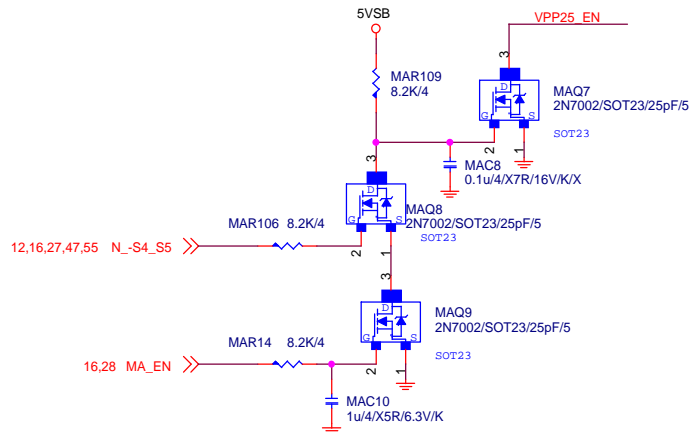 5VSB
VPP25_EN
MAR109
8.2K/4
3
D
G
S
MAQ7
2N7002/SOT23/25pF/5
SOT23
2
1
3
MAC8
0.1u/4/X7R/16V/K/X
D
G
S
MAQ8
2N7002/SOT23/25pF/5
SOT23
MAR106 8.2K/4
12,16,27,47,55 N_-S4_S5
2
1
3
D
G
S
MAQ9
2N7002/SOT23/25pF/5
SOT23
MAR14 8.2K/4
16,28 MA_EN
2
1
MAC10
1u/4/X5R/6.3V/K